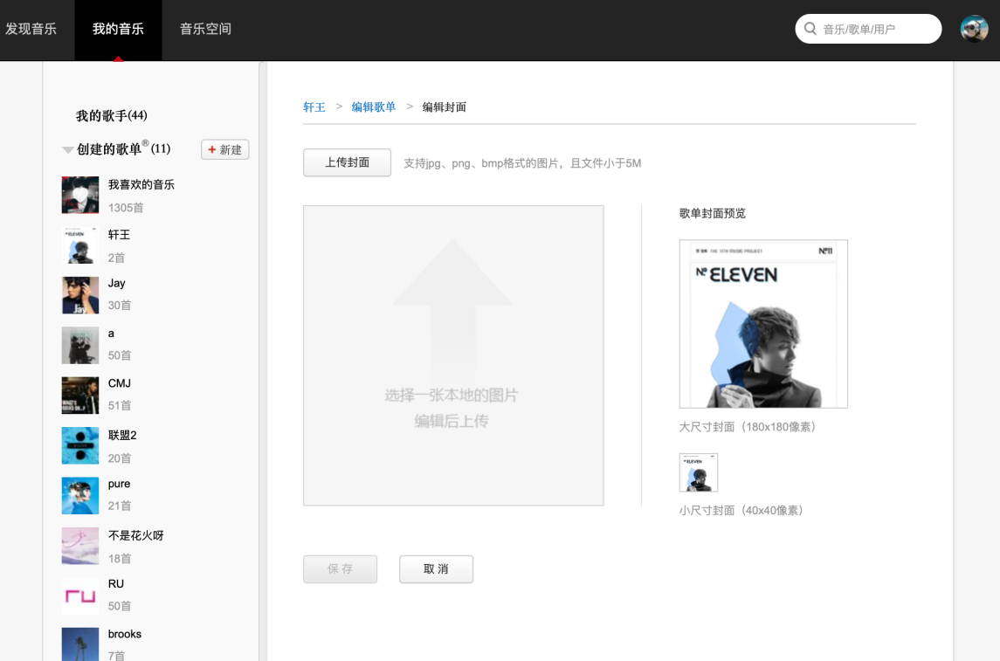 发现音乐
我的音乐
音乐空间
音乐/歌单/用户
我的歌手(44)
创建的歌单®(11)
+ 新建
我喜欢的音乐
1305首
轩王
2首
Jay
30首
a
50首
CMJ
51首
联盟2
20首
pure
21首
不是花火呀
18首
RU
50首
brooks
7首
轩王 > 编辑歌单 > 编辑封面
上传封面
支持jpg、png、bmp格式的图片，且文件小于5M
选择一张本地的图片
编辑后上传
保 存
取 消
歌单封面预览
THE 11TH MUSIC PROJECT
Nº11
Nº ELEVEN
大尺寸封面（180x180像素）
小尺寸封面（40x40像素）